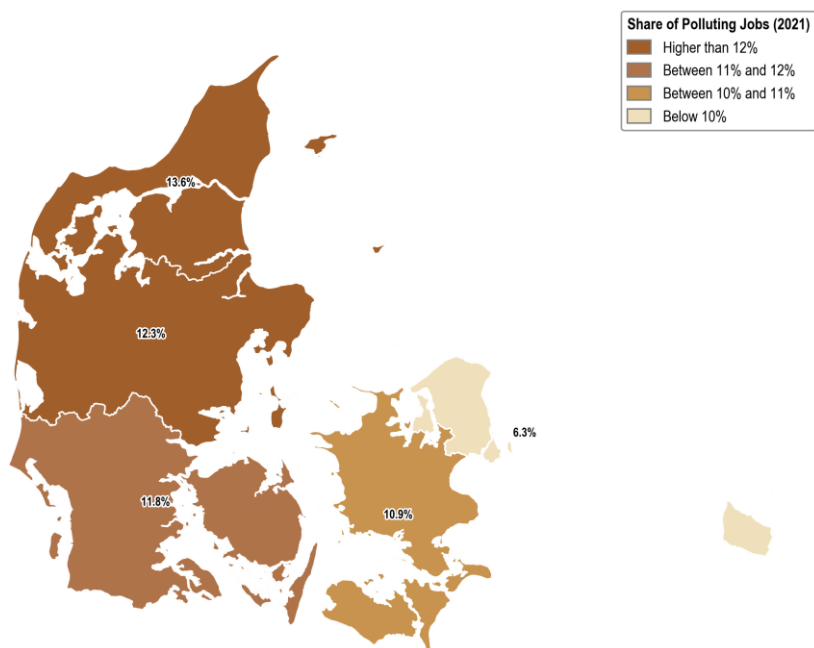 Share of Polluting Jobs (2021)
Higher than 12%
Between 11% and 12%
Between 10% and 11%
Below 10%
13.6%
12.3%
6.3%
11.8%
10.9%